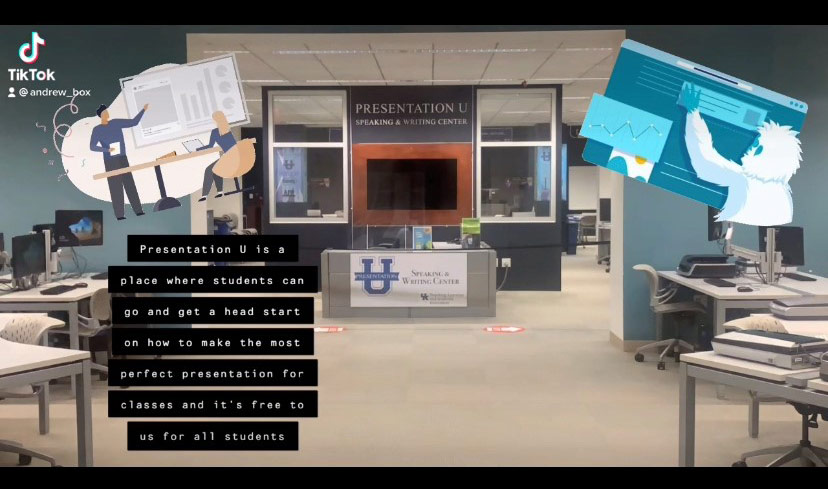 TikTok
@ andrew_box
PRESENTATION U
SPEAKING & WRITING CENTER
U
PRESENTATION
SPEAKING &
WRITING CENTER
UK
Presentation U is a
place where students can
go and get a head start
on how to make the most
perfect presentation for
classes and it's free to
us for all students